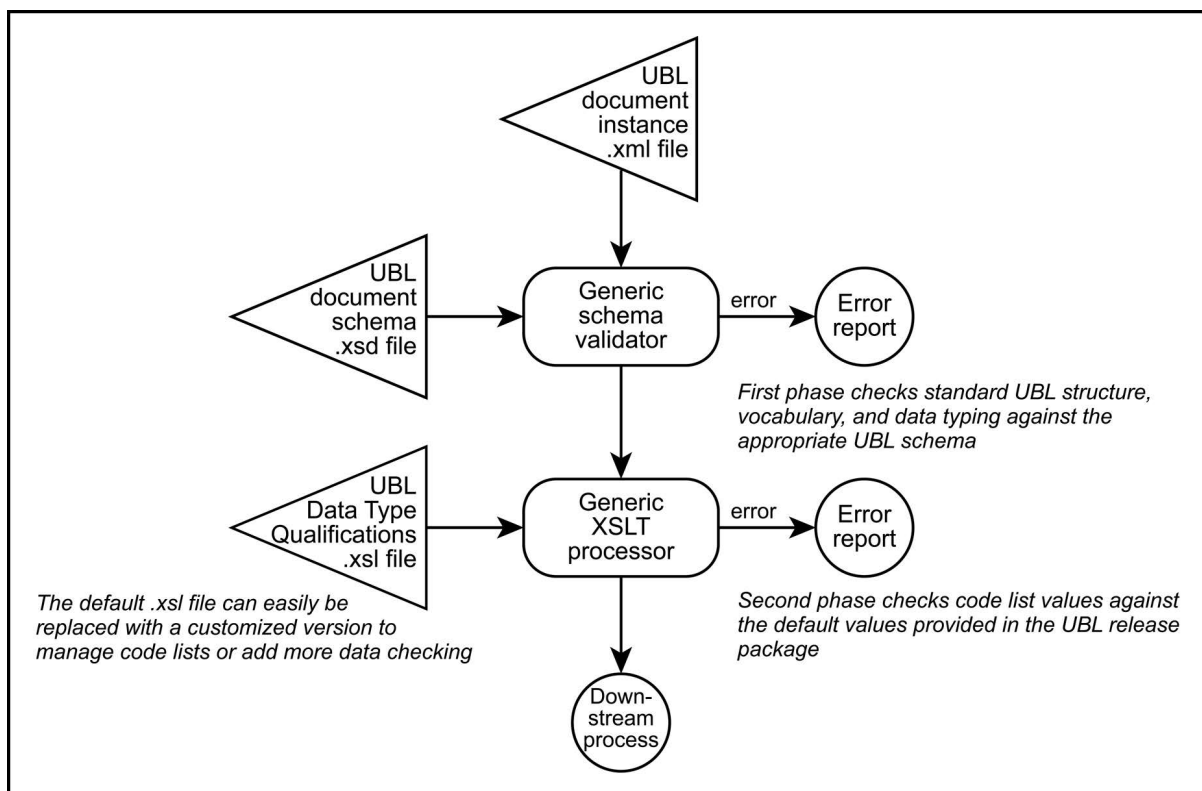 UBL
document
instance
.xml file
UBL
document
schema
.xsd file
Generic
schema
validator
error
Error
report
First phase checks standard UBL structure,
vocabulary, and data typing against the
appropriate UBL schema
UBL
Data Type
Qualifications
.xsl file
Generic
XSLT
processor
error
Error
report
The default .xsl file can easily be
replaced with a customized version to
manage code lists or add more data checking
Second phase checks code list values against
the default values provided in the UBL release
package
Down-
stream
process